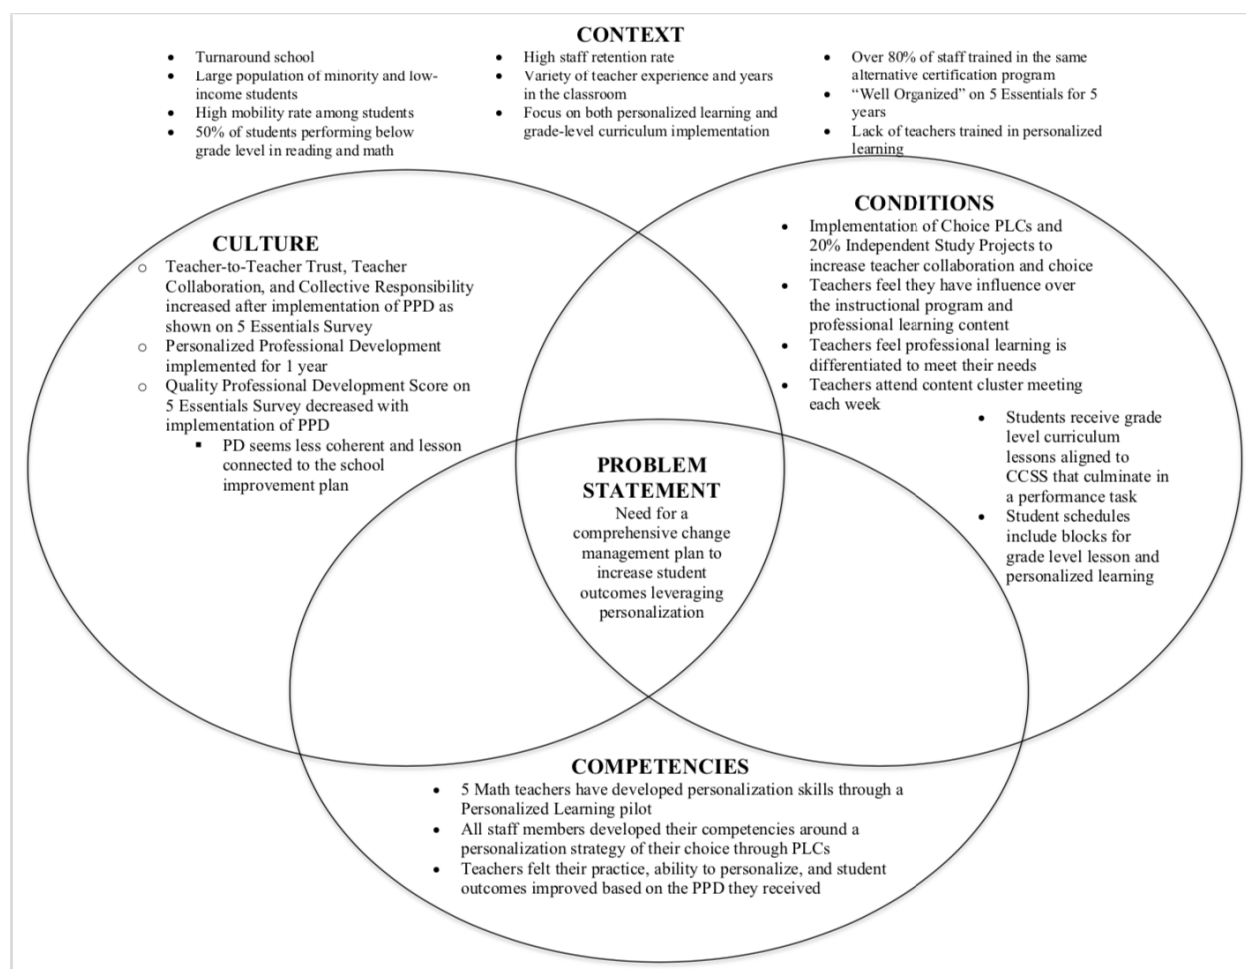 CONTEXT
• Turnaround school
• Large population of minority and low-
income students
• High mobility rate among students
• 50% of students performing below
grade level in reading and math
• High staff retention rate
• Variety of teacher experience and years
in the classroom
• Focus on both personalized learning and
grade-level curriculum implementation
• Over 80% of staff trained in the same
alternative certification program
• “Well Organized” on 5 Essentials for 5
years
• Lack of teachers trained in personalized
learning
CULTURE
o Teacher-to-Teacher Trust, Teacher
Collaboration, and Collective Responsibility
increased after implementation of PPD as
shown on 5 Essentials Survey
o Personalized Professional Development
implemented for 1 year
o Quality Professional Development Score on
5 Essentials Survey decreased with
implementation of PPD
▪ PD seems less coherent and lesson
connected to the school
improvement plan
CONDITIONS
• Implementation of Choice PLCs and
20% Independent Study Projects to
increase teacher collaboration and choice
• Teachers feel they have influence over
the instructional program and
professional learning content
• Teachers feel professional learning is
differentiated to meet their needs
• Teachers attend content cluster meeting
each week
• Students receive grade
level curriculum
lessons aligned to
CCSS that culminate in
a performance task
• Student schedules
include blocks for
grade level lesson and
personalized learning
PROBLEM
STATEMENT
Need for a
comprehensive change
management plan to
increase student
outcomes leveraging
personalization
COMPETENCIES
• 5 Math teachers have developed personalization skills through a
Personalized Learning pilot
• All staff members developed their competencies around a
personalization strategy of their choice through PLCs
• Teachers felt their practice, ability to personalize, and student
outcomes improved based on the PPD they received